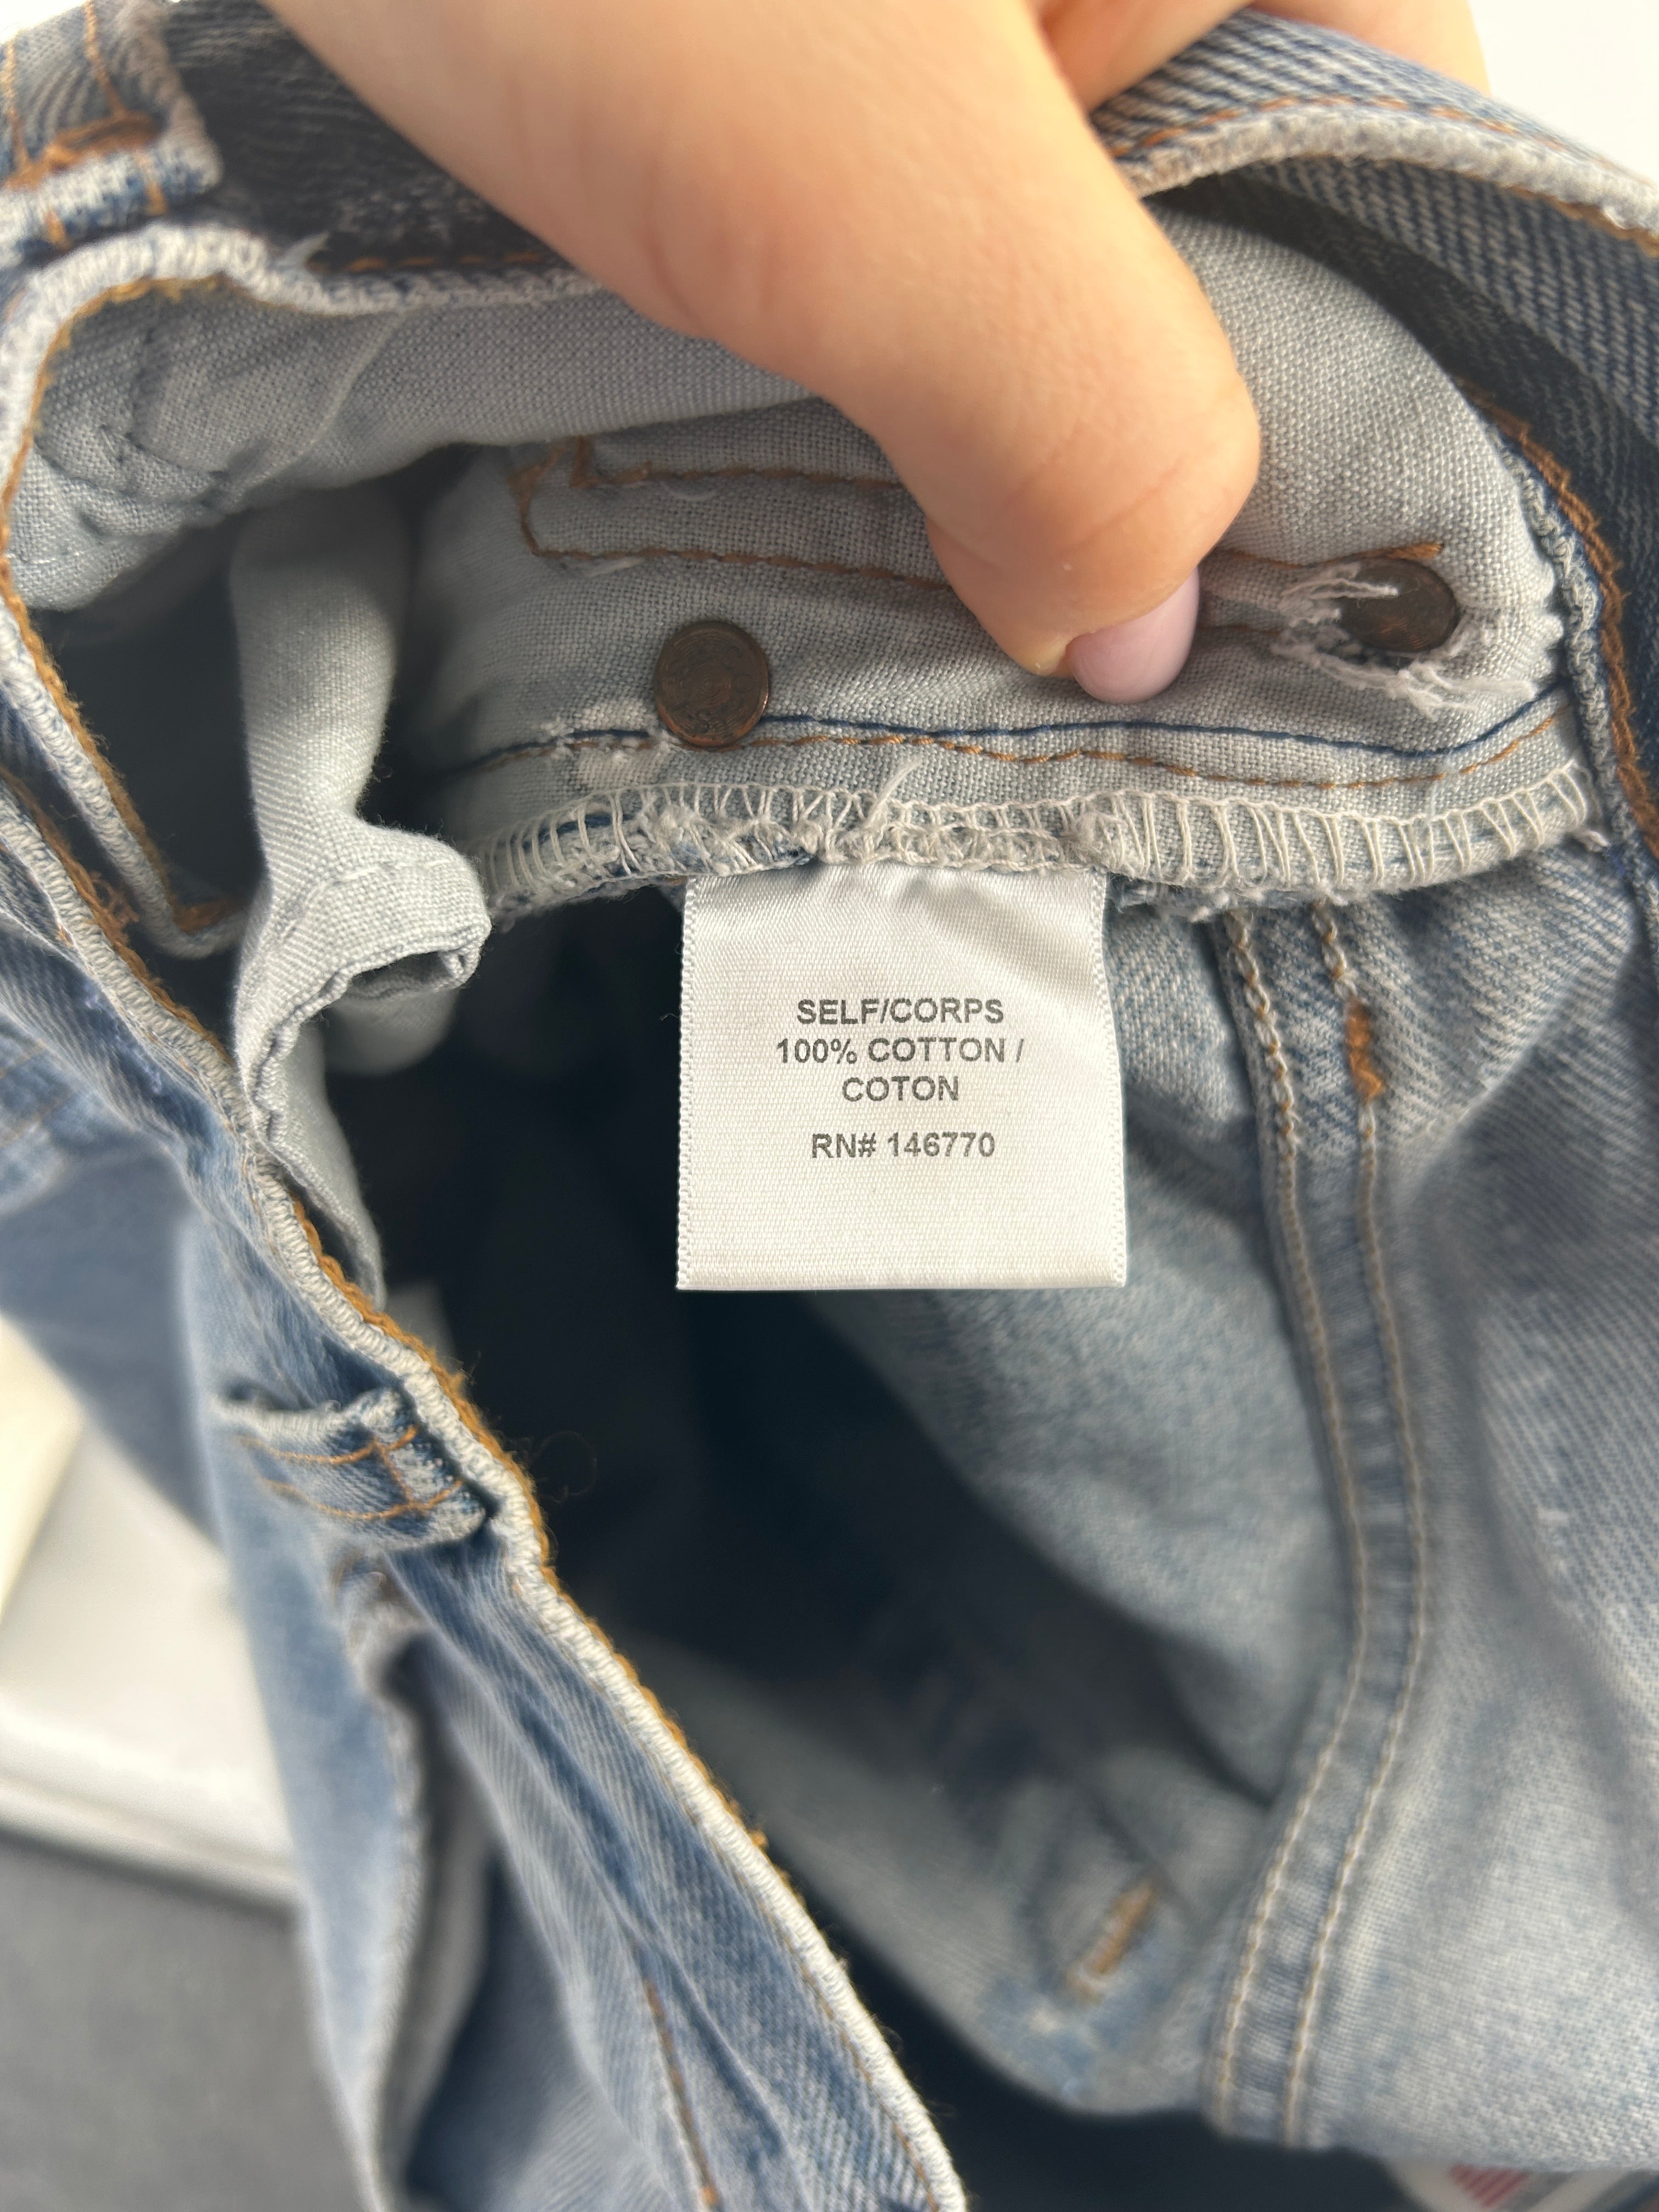 SELF/CORPS
100% COTTON /
COTON
RN# 146770